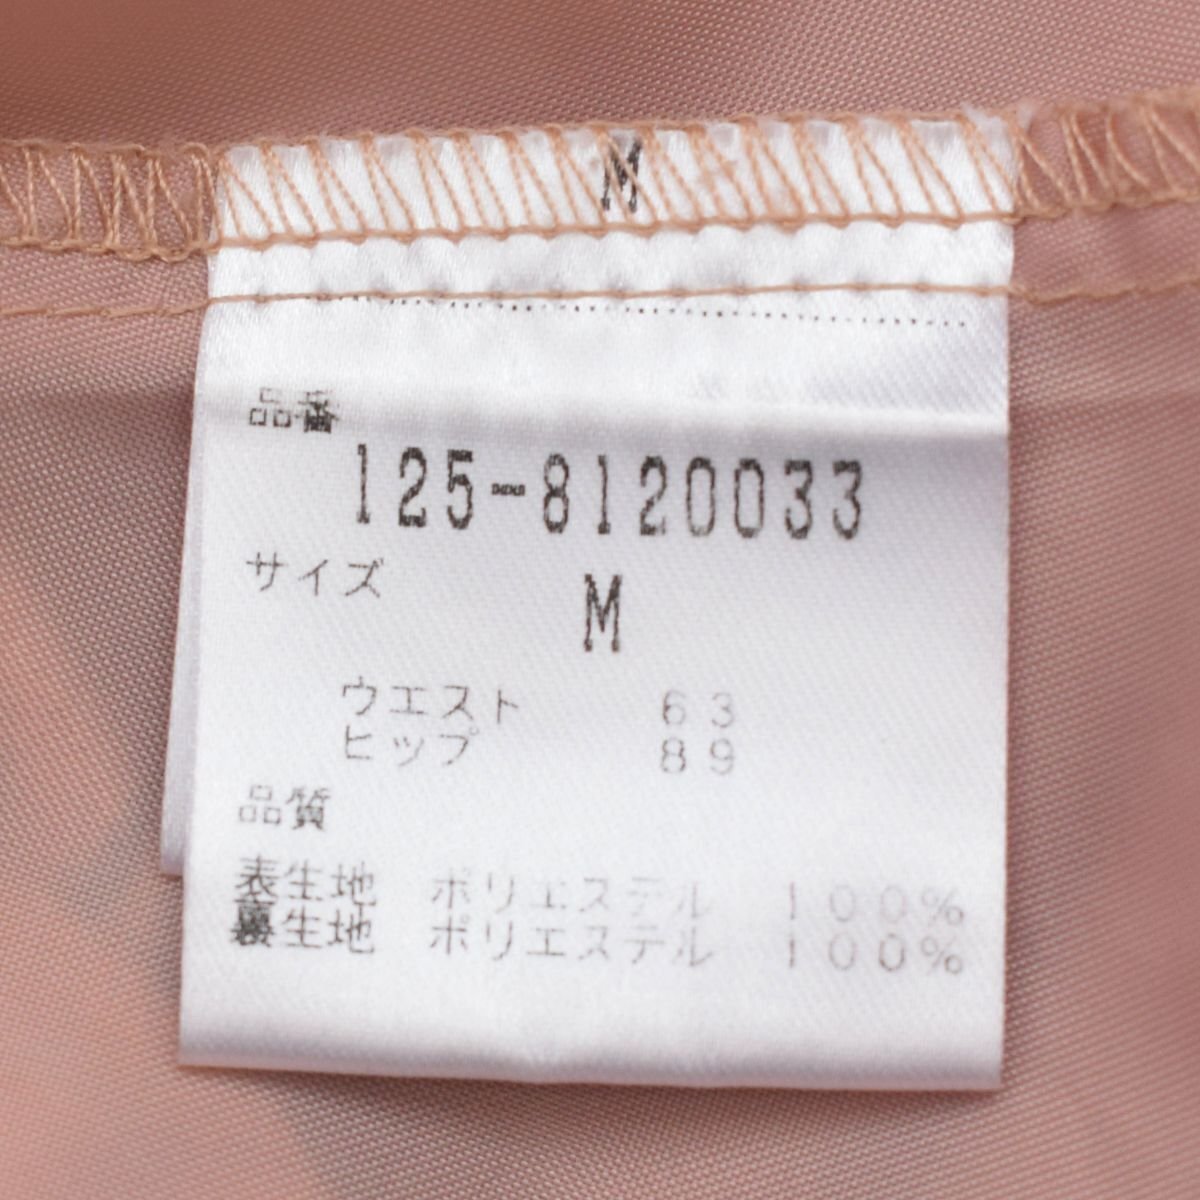 M
品番
125-8120033
サイズ
M
ウエスト 63
ヒップ 89
品質
表生地 ポリエステル 100%
裏生地 ポリエステル 100%